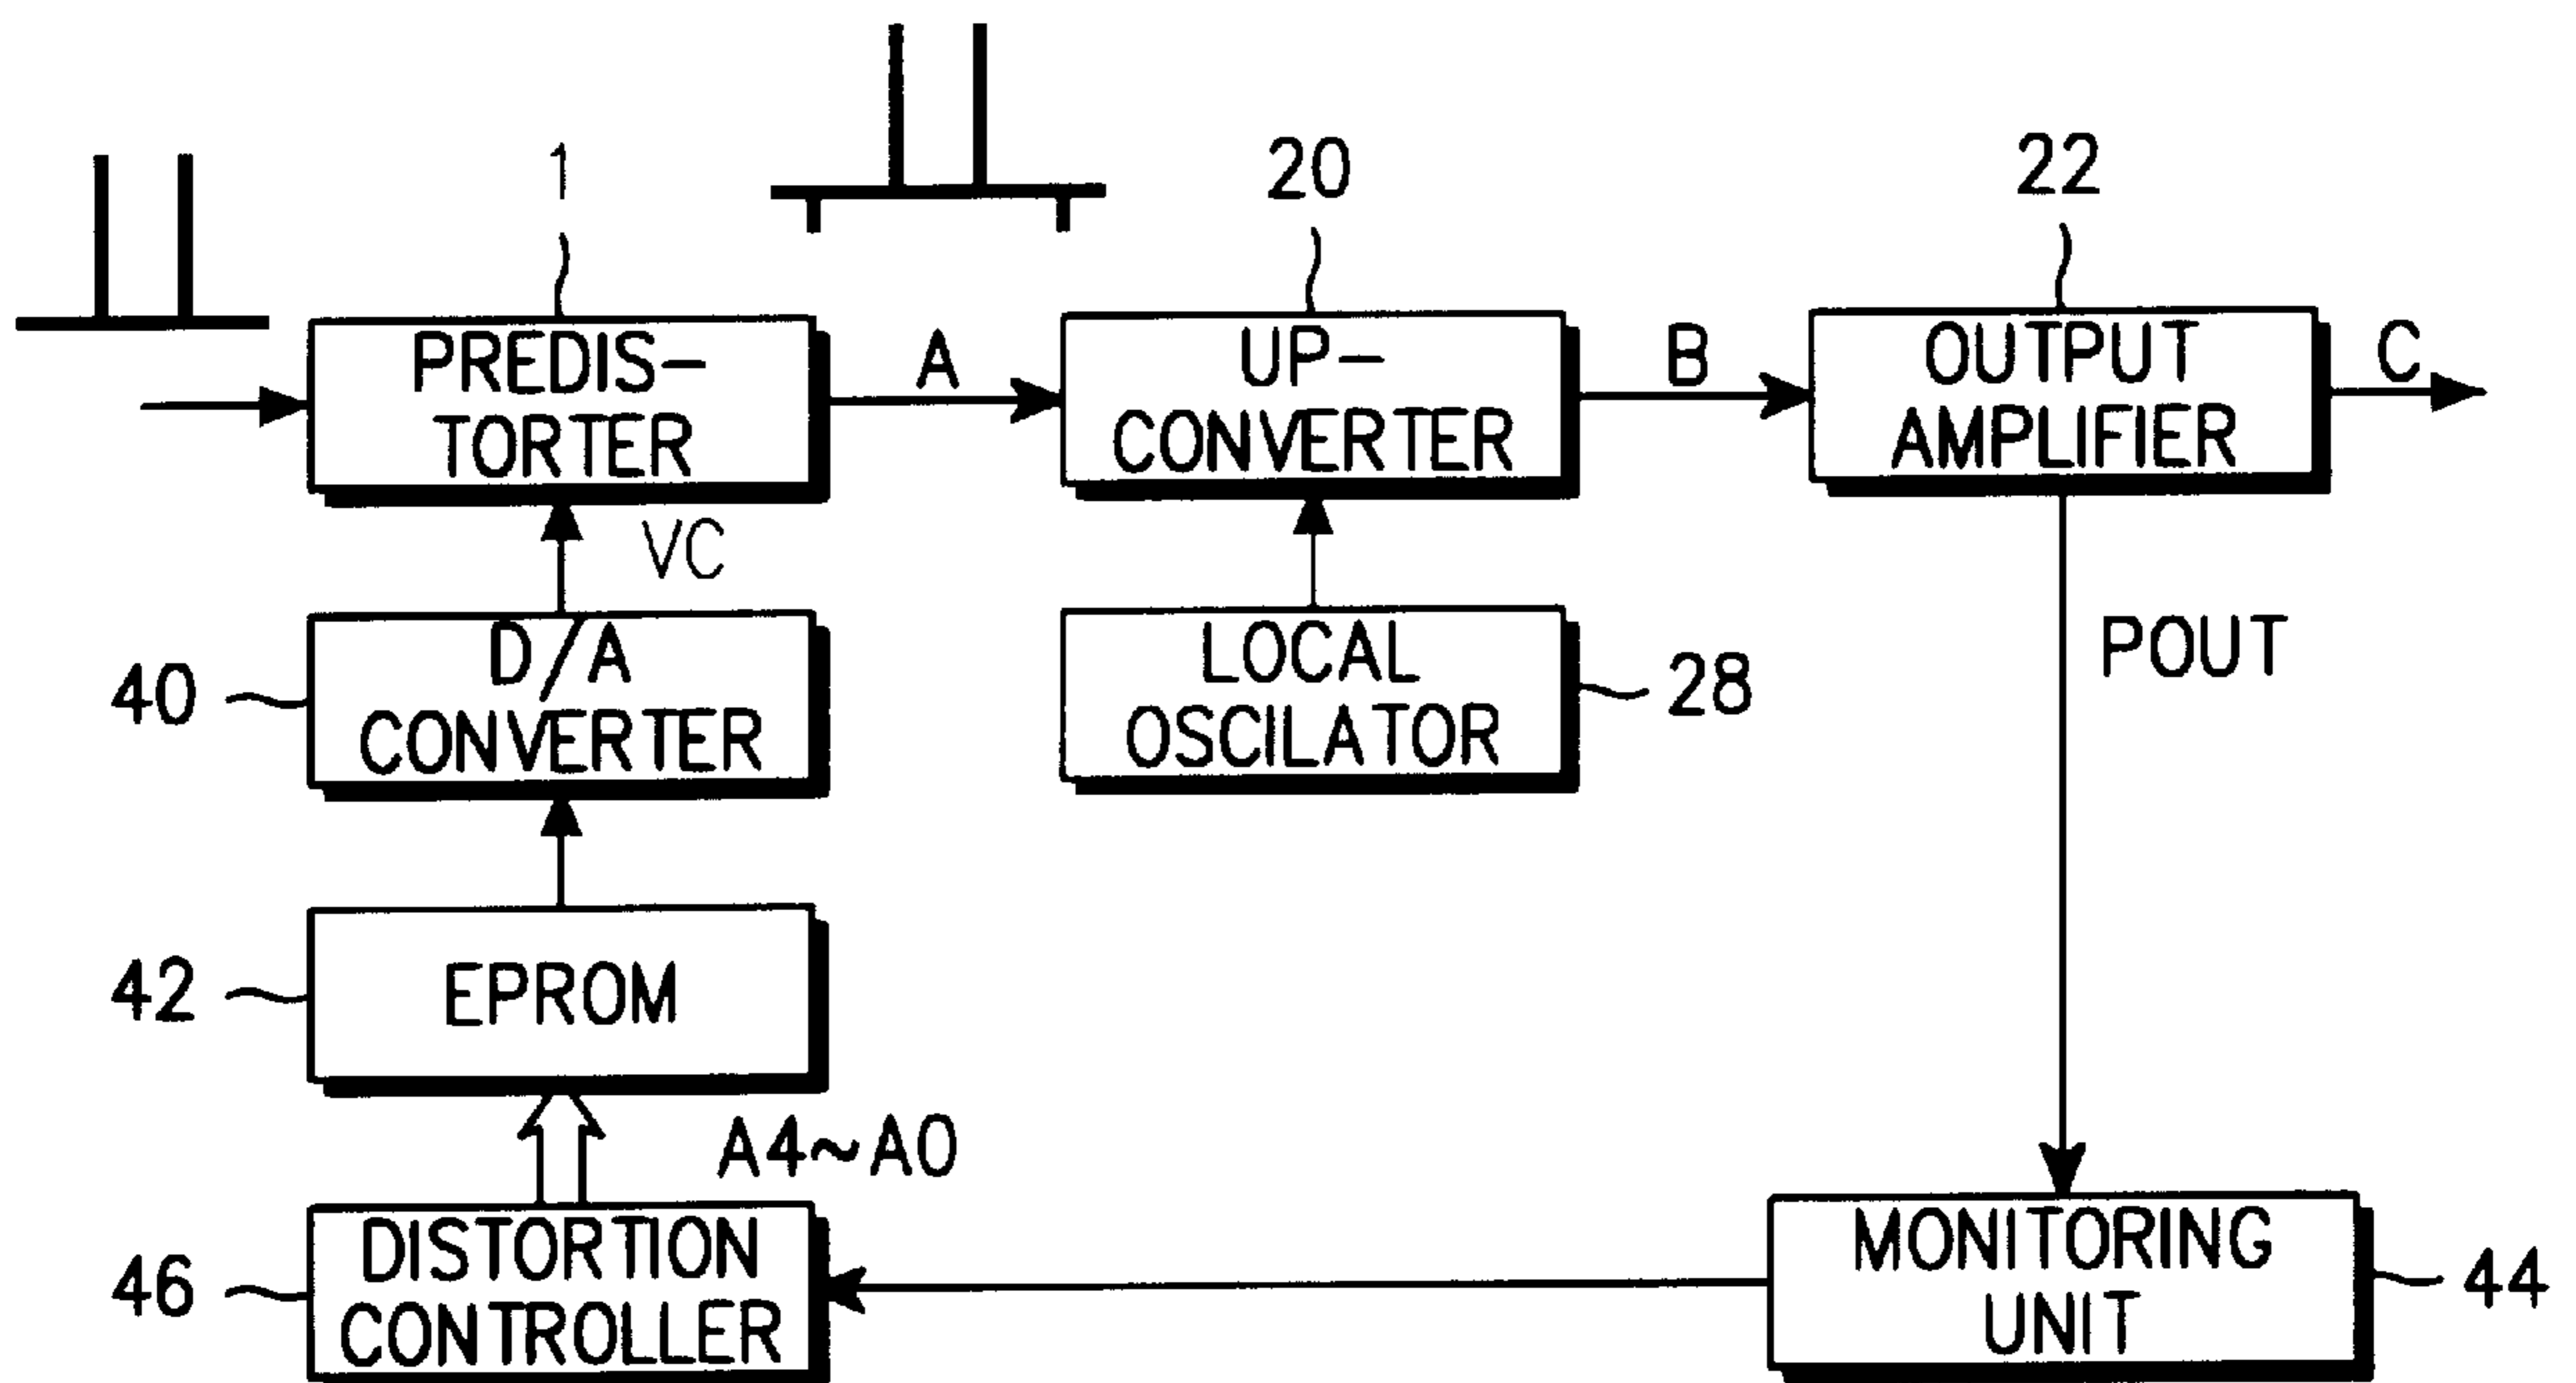 1
20
22
PREDIS-
TORTER
A
UP-
CONVERTER
B
OUTPUT
AMPLIFIER
C
VC
40
D/A
CONVERTER
LOCAL
OSCILATOR
28
POUT
42
EPROM
A4~A0
46
DISTORTION
CONTROLLER
MONITORING
UNIT
44